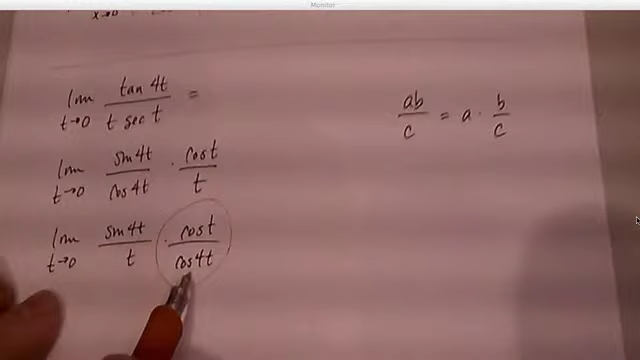 Monitor
lim t→0 tan 4t / t sec t =
ab/c = a · b/c
lim t→0 sin 4t / cos 4t · cos t / t
lim t→0 sin 4t / t · cos t / cos 4t